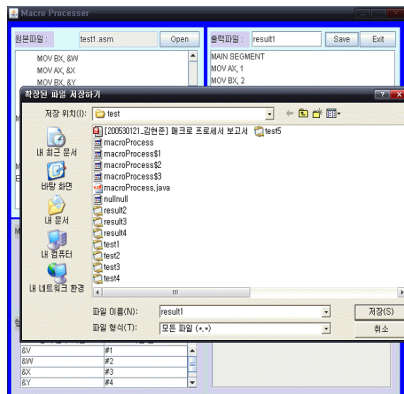 Macro Processer
원본파일 :
test1.asm
Open
출력파일 :
result1
Save
Exit
MOV BX, &W
MOV AX, &X
MOV BX, &Y
MAIN SEGMENT
MOV AX, 1
MOV BX, 2
확장된 파일 저장하기
저장 위치(I):
test
내 최근 문서
바탕 화면
내 문서
내 컴퓨터
내 네트워크 환경
[200530121_김현준] 매크로 프로세서 보고서
test5
macroProcess
macroProcess$1
macroProcess$2
macroProcess$3
macroProcess.java
nullnull
result2
result3
result4
test1
test2
test3
test4
파일 이름(N):
result1
저장(S)
파일 형식(T):
모든 파일 (*.*)
취소
&V #1
&W #2
&X #3
&Y #4